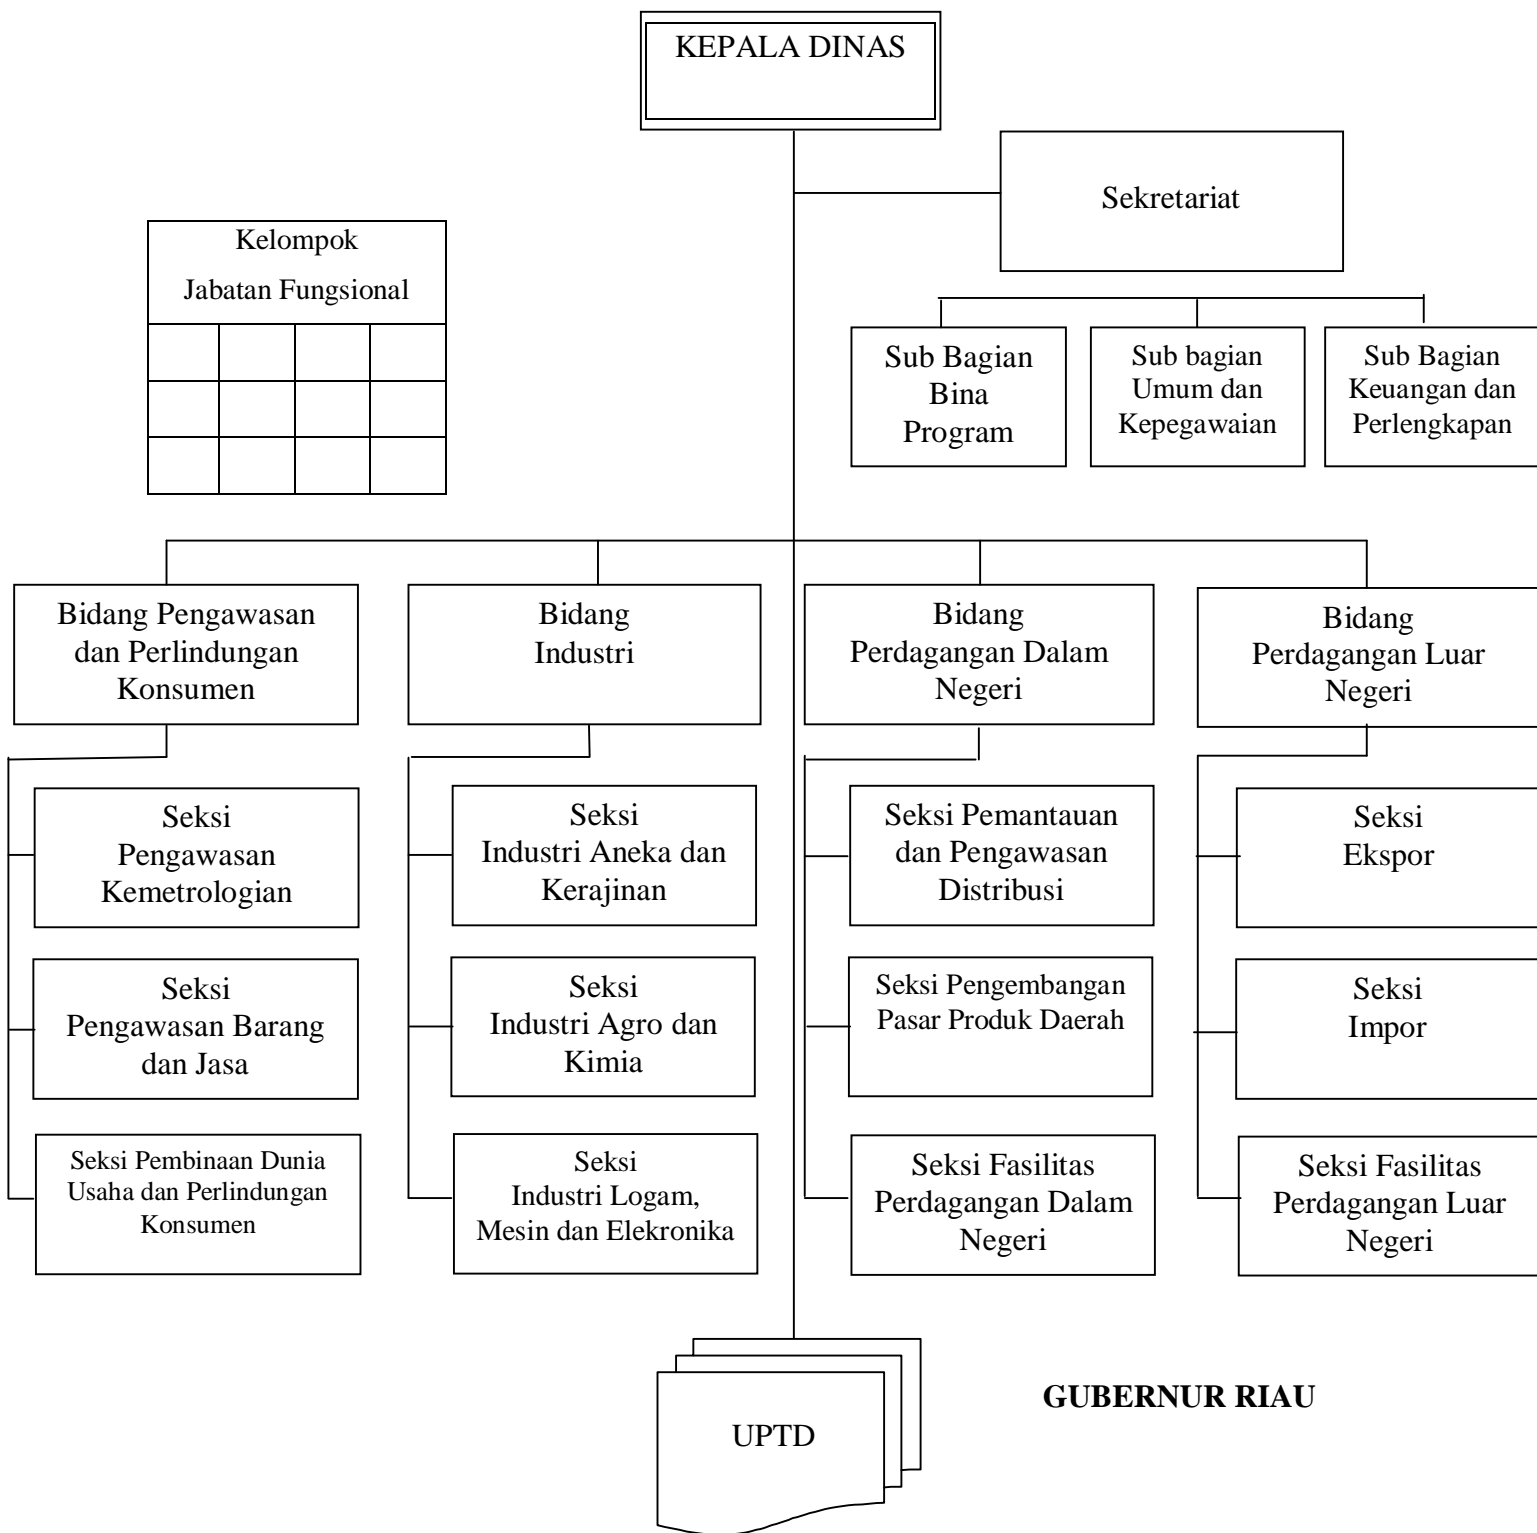 KEPALA DINAS
Sekretariat
Kelompok
Jabatan Fungsional
Sub Bagian
Bina
Program
Sub bagian
Umum dan
Kepegawaian
Sub Bagian
Keuangan dan
Perlengkapan
Bidang Pengawasan
dan Perlindungan
Konsumen
Bidang
Industri
Bidang
Perdagangan Dalam
Negeri
Bidang
Perdagangan Luar
Negeri
Seksi
Pengawasan
Kemetrologian
Seksi
Industri Aneka dan
Kerajinan
Seksi Pemantauan
dan Pengawasan
Distribusi
Seksi
Ekspor
Seksi
Pengawasan Barang
dan Jasa
Seksi
Industri Agro dan
Kimia
Seksi Pengembangan
Pasar Produk Daerah
Seksi
Impor
Seksi Pembinaan Dunia
Usaha dan Perlindungan
Konsumen
Seksi
Industri Logam,
Mesin dan Elekronika
Seksi Fasilitas
Perdagangan Dalam
Negeri
Seksi Fasilitas
Perdagangan Luar
Negeri
UPTD
GUBERNUR RIAU